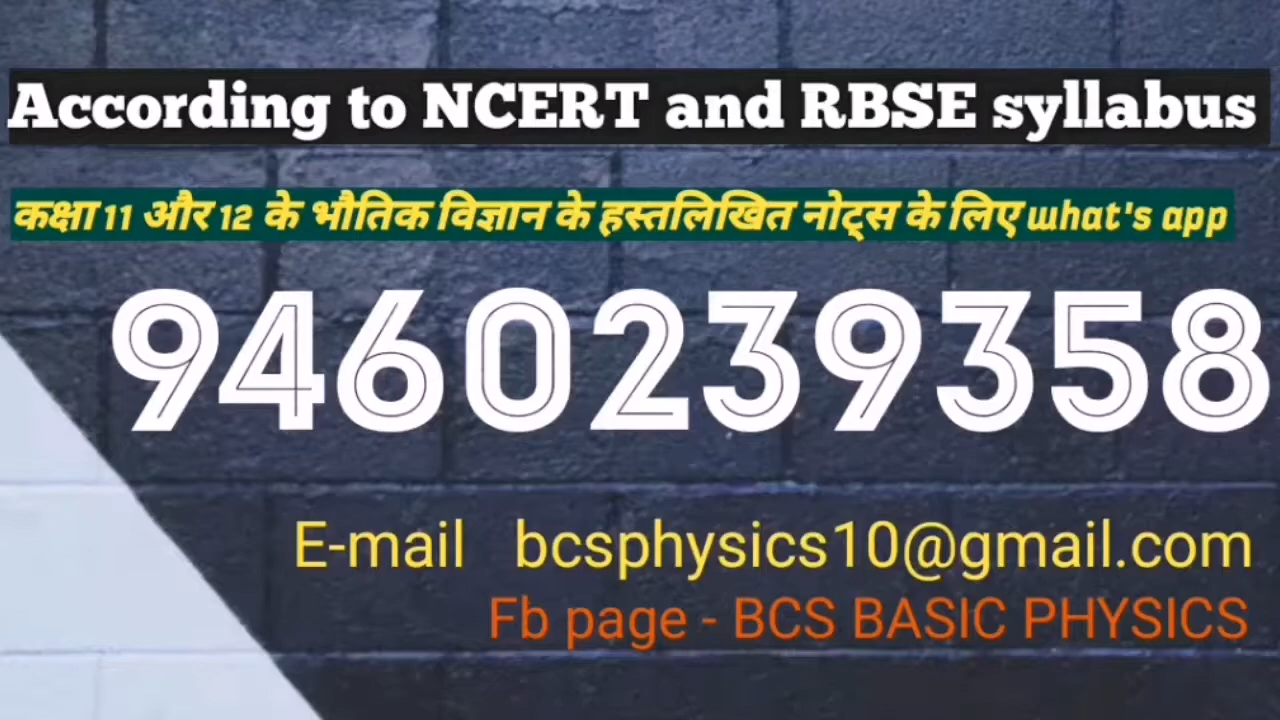 According to NCERT and RBSE syllabus
कक्षा 11 और 12 के भौतिक विज्ञान के हस्तलिखित नोट्स के लिए what's app
9460239358
E-mail bcsphysics10@gmail.com
Fb page - BCS BASIC PHYSICS